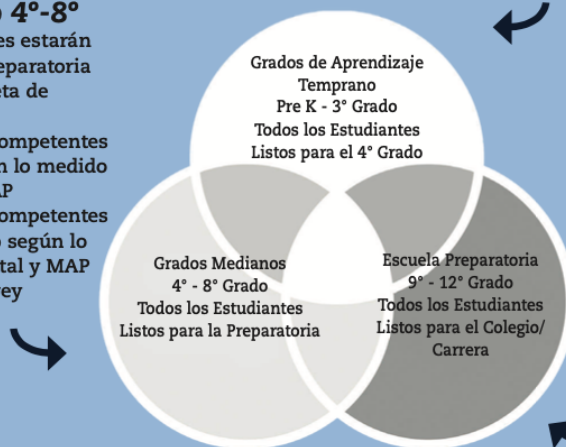 4°-8°
es estarán
eparatoria
ta de
ompetentes
n lo medido
AP
ompetentes
o según lo
tal y MAP
ey
Grados de Aprendizaje
Temprano
Pre K - 3° Grado
Todos los Estudiantes
Listos para el 4° Grado
Grados Medianos
4° - 8° Grado
Todos los Estudiantes
Listos para la Preparatoria
Escuela Preparatoria
9° - 12° Grado
Todos los Estudiantes
Listos para el Colegio/
Carrera